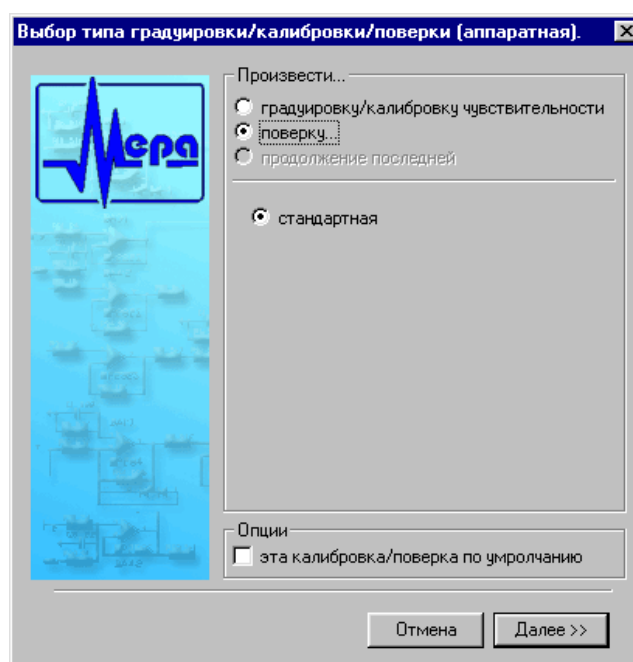 Выбор типа градуировки/калибровки/поверки (аппаратная).
Мера
Произвести...
градуировку/калибровку чувствительности
поверку...
продолжение последней
стандартная
Опции
эта калибровка/поверка по умролчанию
Отмена
Далее >>